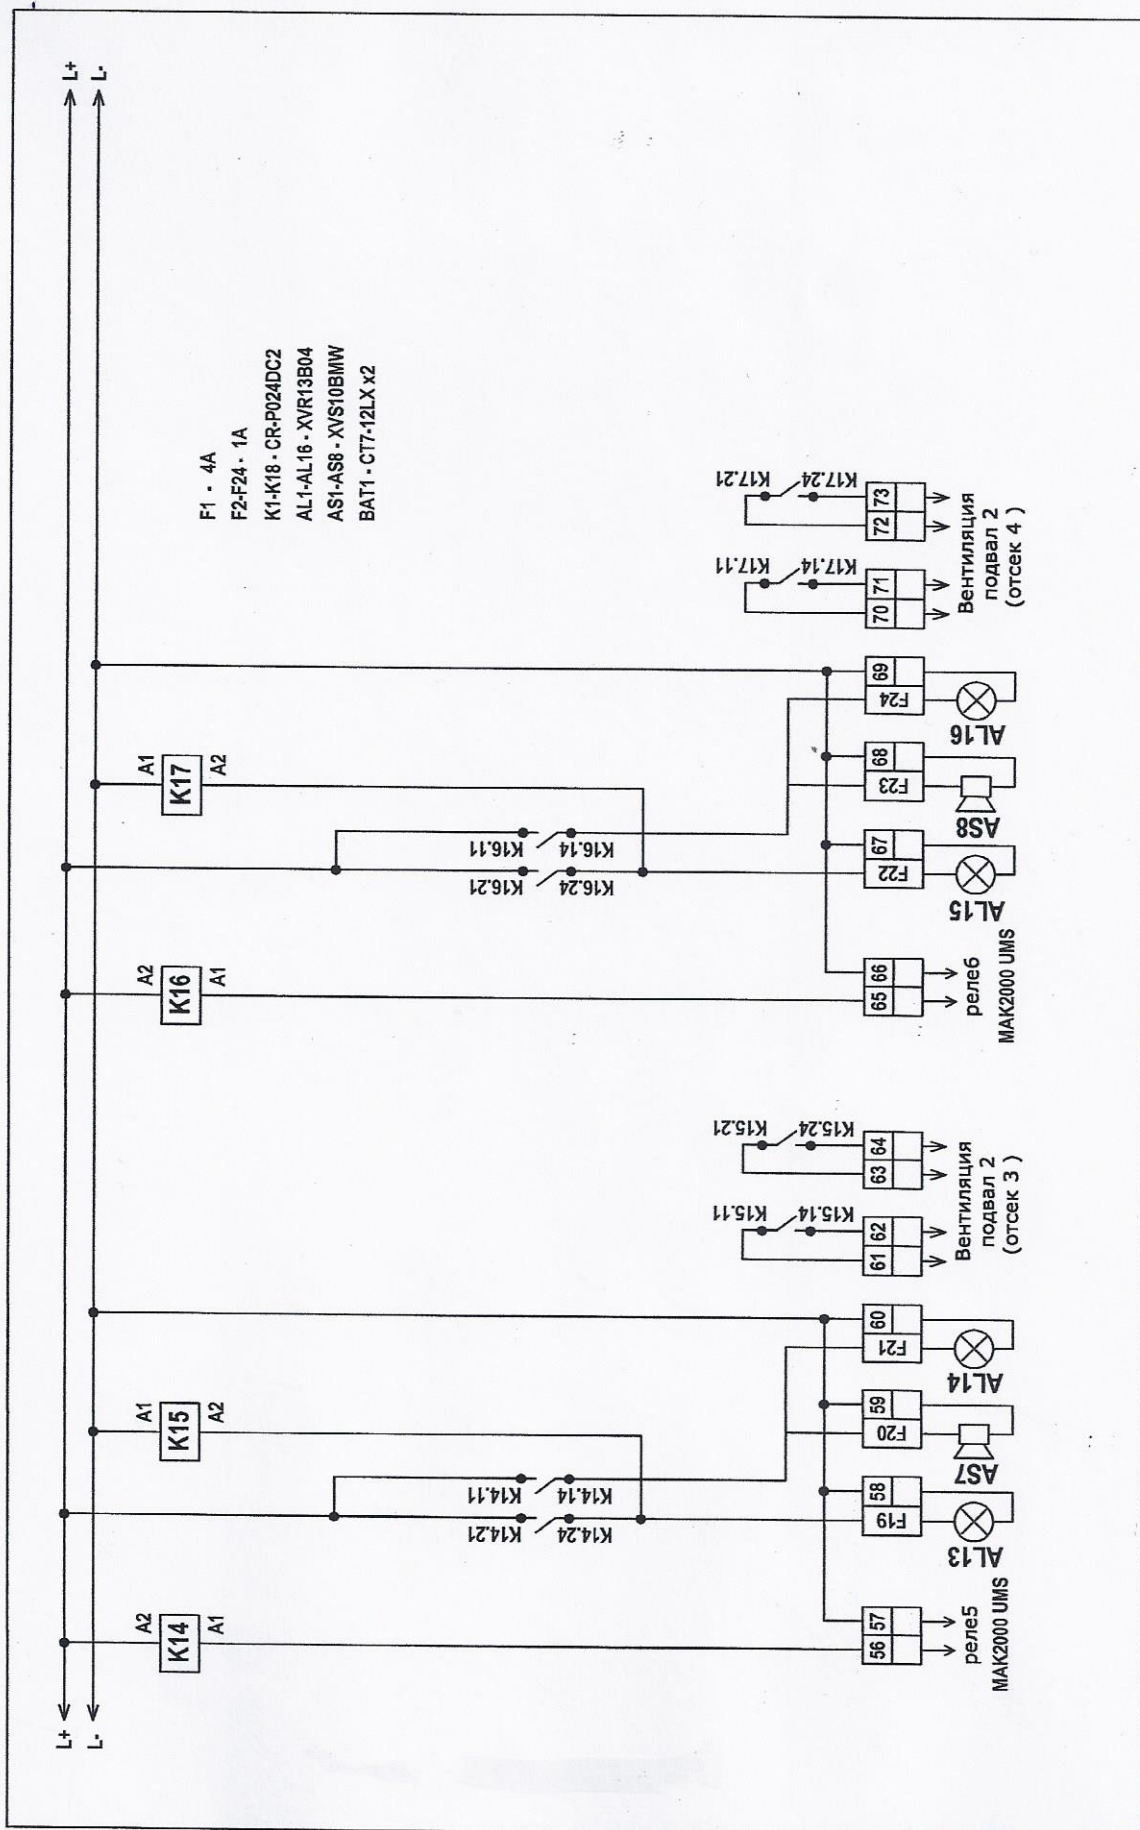 L+
L-
L+
L-
F1 - 4A
F2-F24 - 1A
K1-K18 - CR-P024DC2
AL1-AL16 - XVR13B04
AS1-AS8 - XVS10BMW
BAT1 - CT7-12LX x2
A2
K14
A1
A1
K15
A2
A2
K16
A1
A1
K17
A2
K14.21
K14.24
K14.11
K14.14
K16.21
K16.24
K16.11
K16.14
K15.11
K15.14
K15.21
K15.24
K17.11
K17.14
K17.21
K17.24
56 57
F19 58
F20 59
F21 60
61 62
63 64
65 66
F22 67
F23 68
F24 69
70 71
72 73
реле5
MAK2000 UMS
AL13
AS7
AL14
Вентиляция
подвал 2
(отсек 3 )
реле6
MAK2000 UMS
AL15
AS8
AL16
Вентиляция
подвал 2
(отсек 4 )